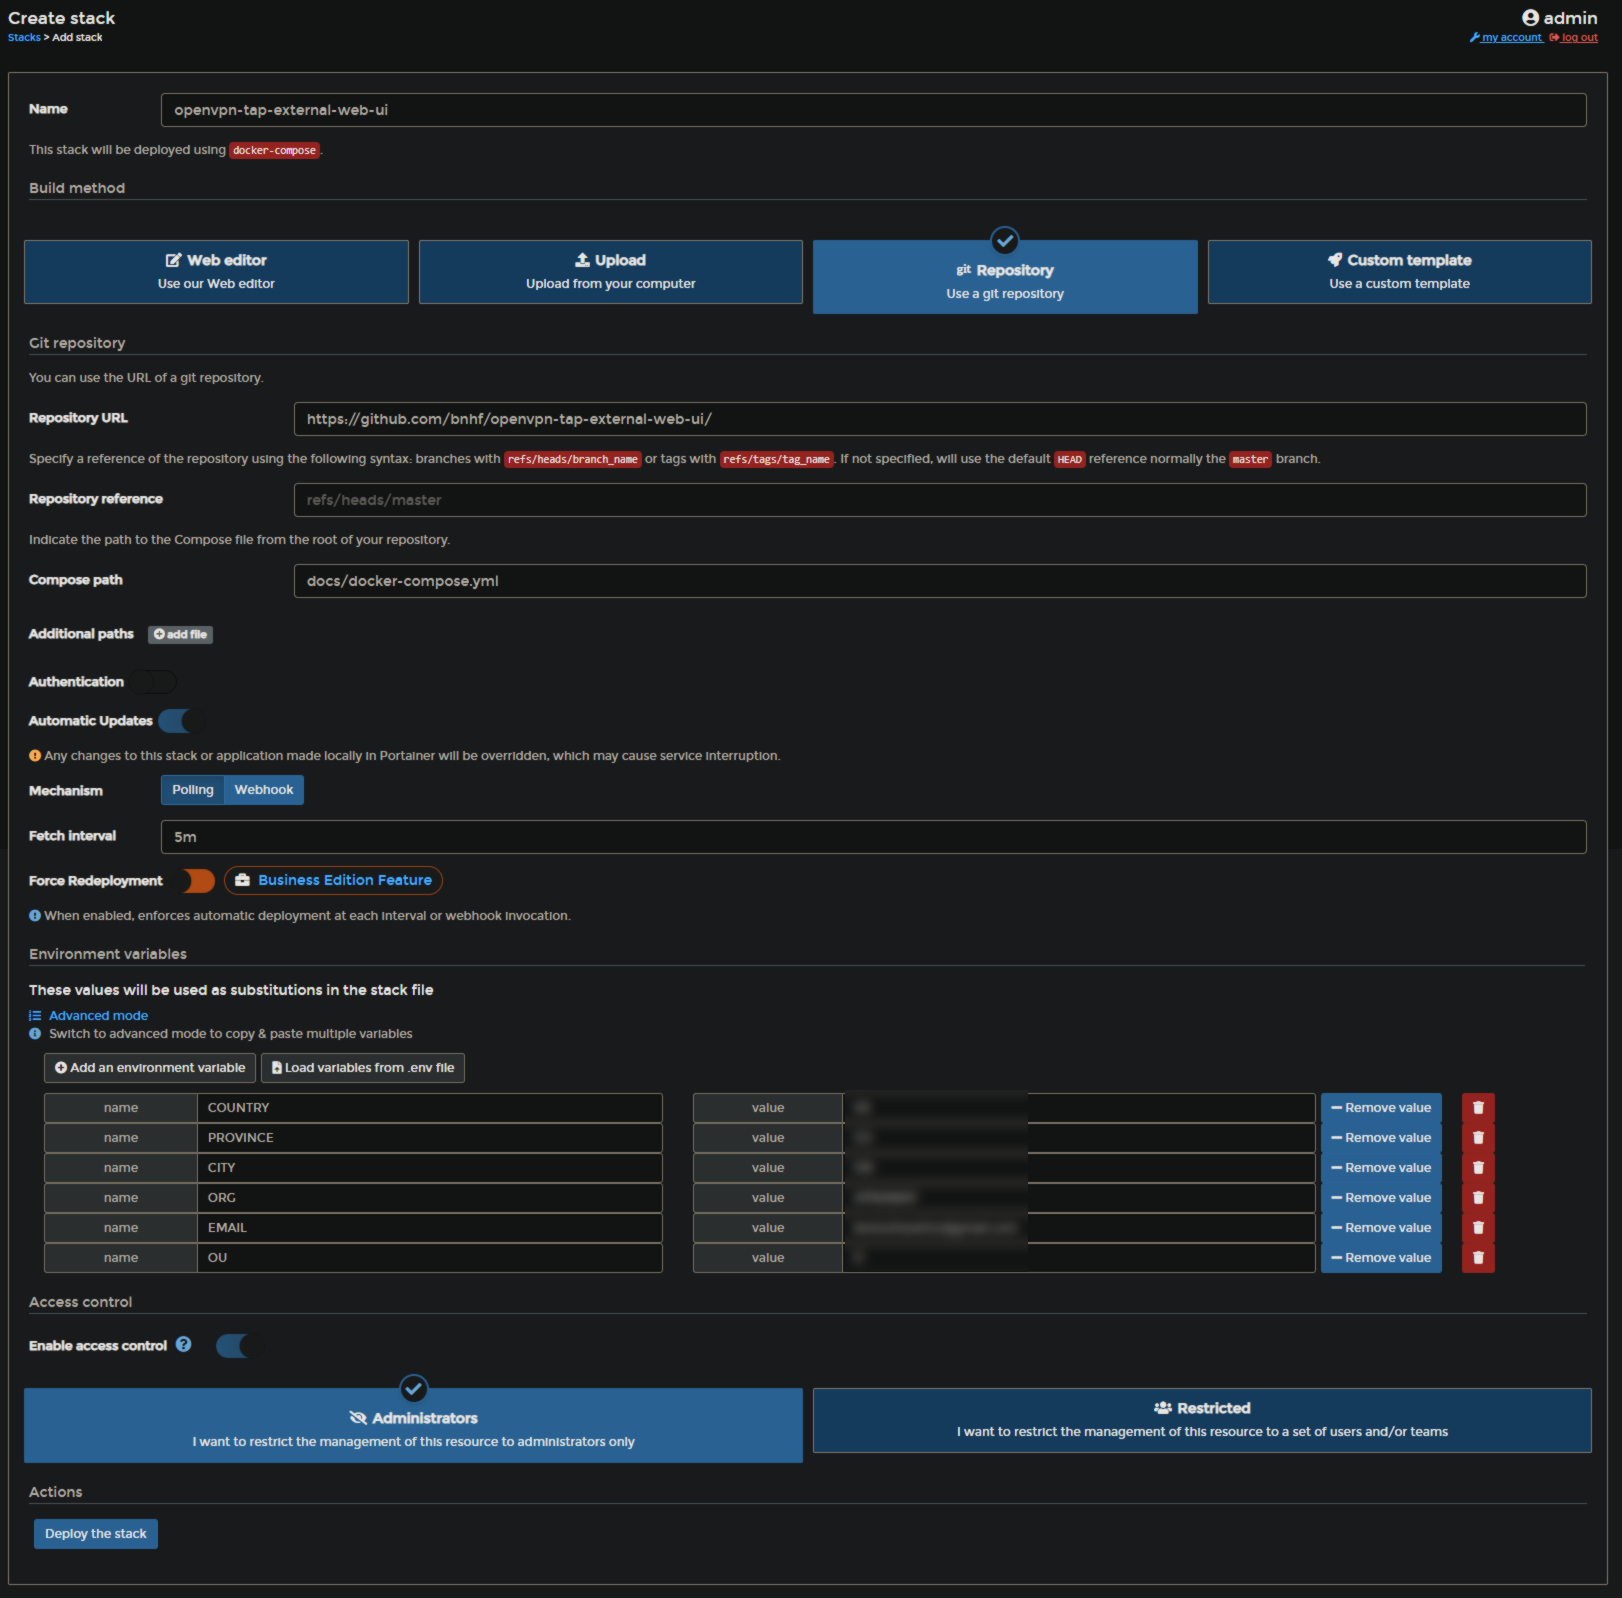 Create stack
Stacks > Add stack
admin
my account log out
Name openvpn-tap-external-web-ui
This stack will be deployed using docker-compose.
Build method
Web editor
Use our Web editor
Upload
Upload from your computer
git Repository
Use a git repository
Custom template
Use a custom template
Git repository
You can use the URL of a git repository.
Repository URL https://github.com/bnhf/openvpn-tap-external-web-ui/
Specify a reference of the repository using the following syntax: branches with refs/heads/branch_name or tags with refs/tags/tag_name. If not specified, will use the default HEAD reference normally the master branch.
Repository reference refs/heads/master
Indicate the path to the Compose file from the root of your repository.
Compose path docs/docker-compose.yml
Additional paths add file
Authentication
Automatic Updates
Any changes to this stack or application made locally in Portainer will be overridden, which may cause service interruption.
Mechanism Polling Webhook
Fetch interval 5m
Force Redeployment Business Edition Feature
When enabled, enforces automatic deployment at each interval or webhook invocation.
Environment variables
These values will be used as substitutions in the stack file
Advanced mode
Switch to advanced mode to copy & paste multiple variables
Add an environment variable Load variables from .env file
name COUNTRY value Remove value
name PROVINCE value Remove value
name CITY value Remove value
name ORG value Remove value
name EMAIL value Remove value
name OU value Remove value
Access control
Enable access control
Administrators
I want to restrict the management of this resource to administrators only
Restricted
I want to restrict the management of this resource to a set of users and/or teams
Actions
Deploy the stack